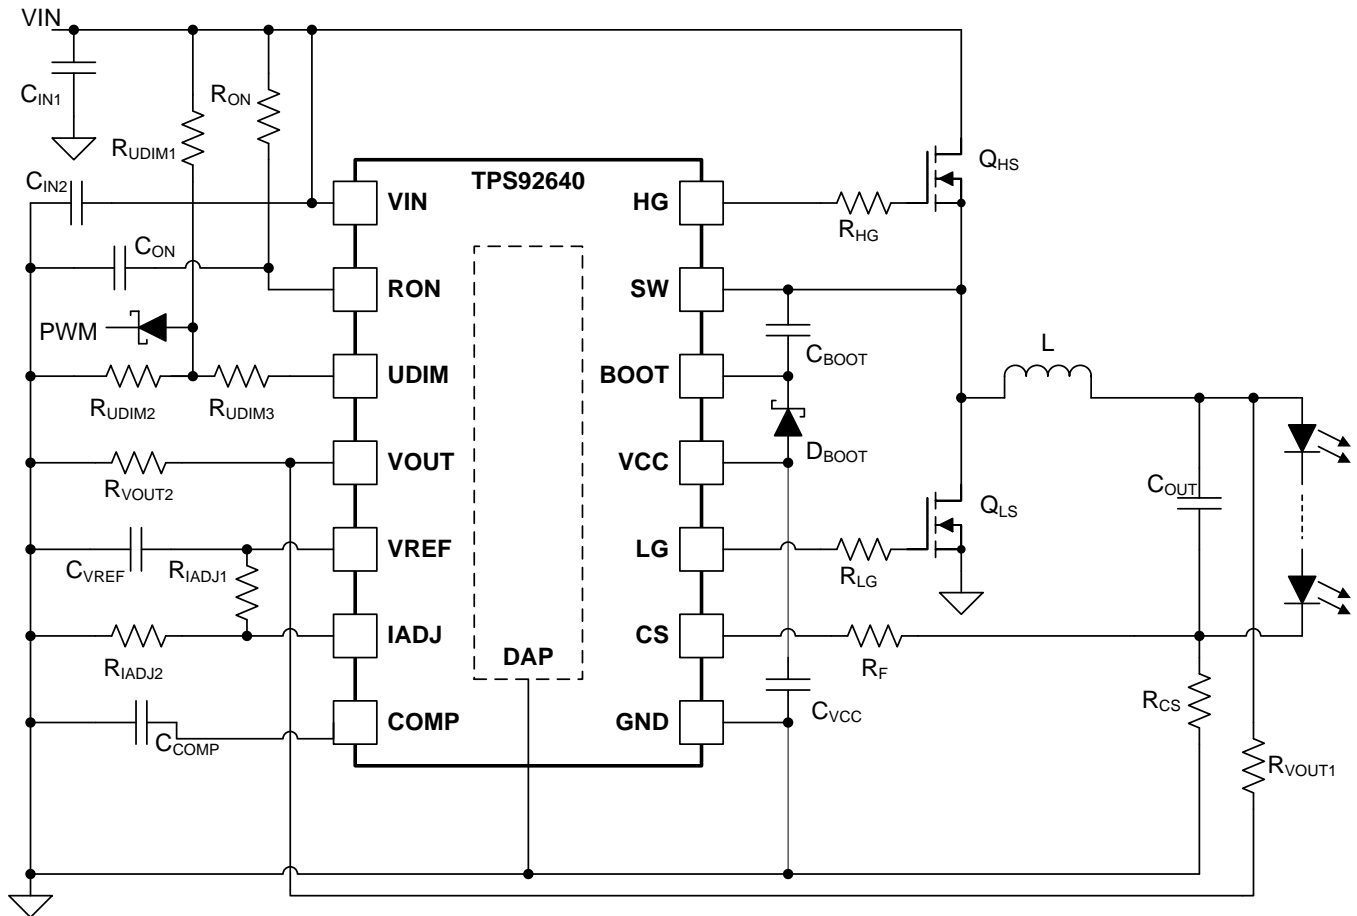 VIN
CIN1
RON
RUDIM1
TPS92640
QHS
CIN2
VIN
HG
RHG
CON
RON
SW
PWM
CBOOT
L
UDIM
BOOT
RUDIM2
RUDIM3
DBOOT
VOUT
VCC
RVOUT2
COUT
QLS
VREF
LG
CVREF
RIADJ1
RLG
IADJ
CS
RIADJ2
DAP
RF
RCS
COMP
GND
CVCC
CCOMP
RVOUT1